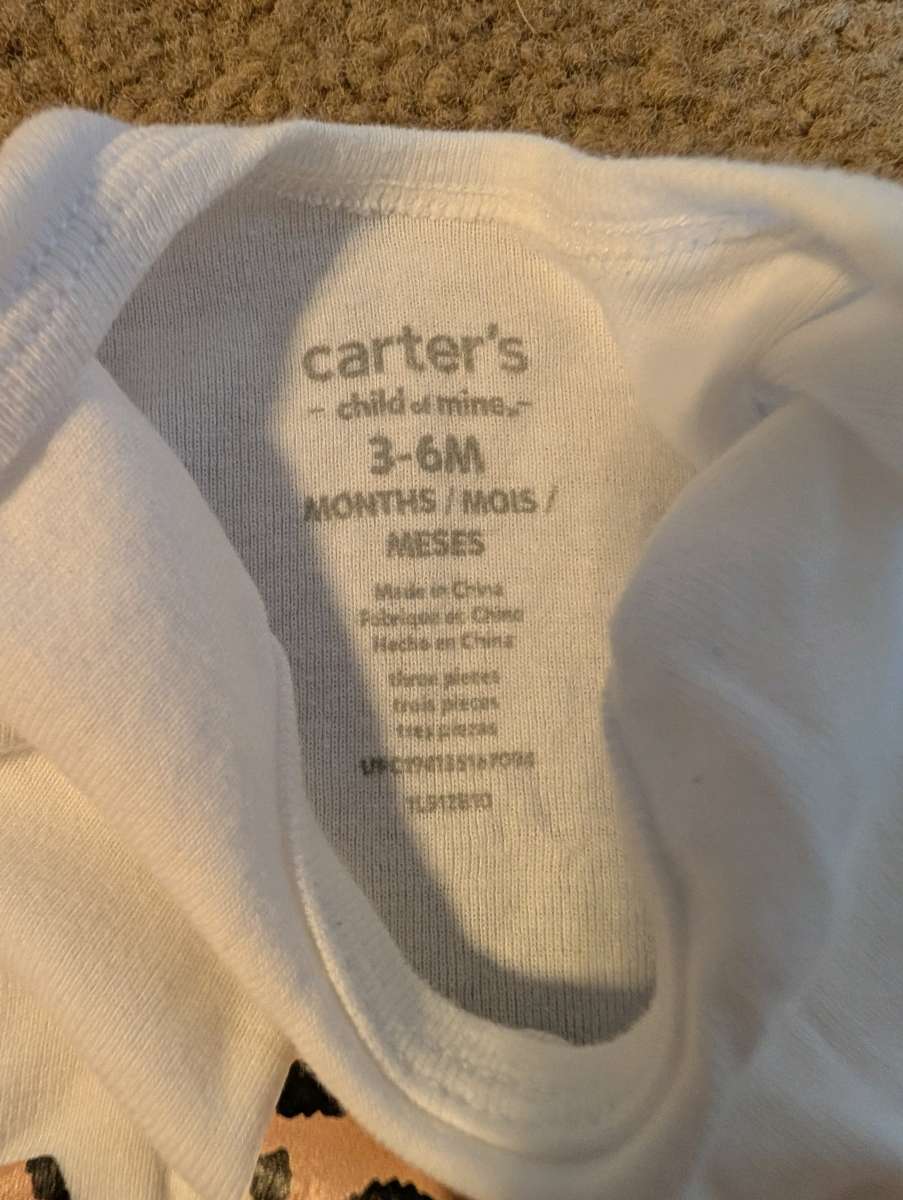 carter's
- child of mine. -
3-6M
MONTHS / MOIS /
MESES
Made in China
Fabriqué en Chine
Hecho en China
three pieces
trois pièces
tres piezas